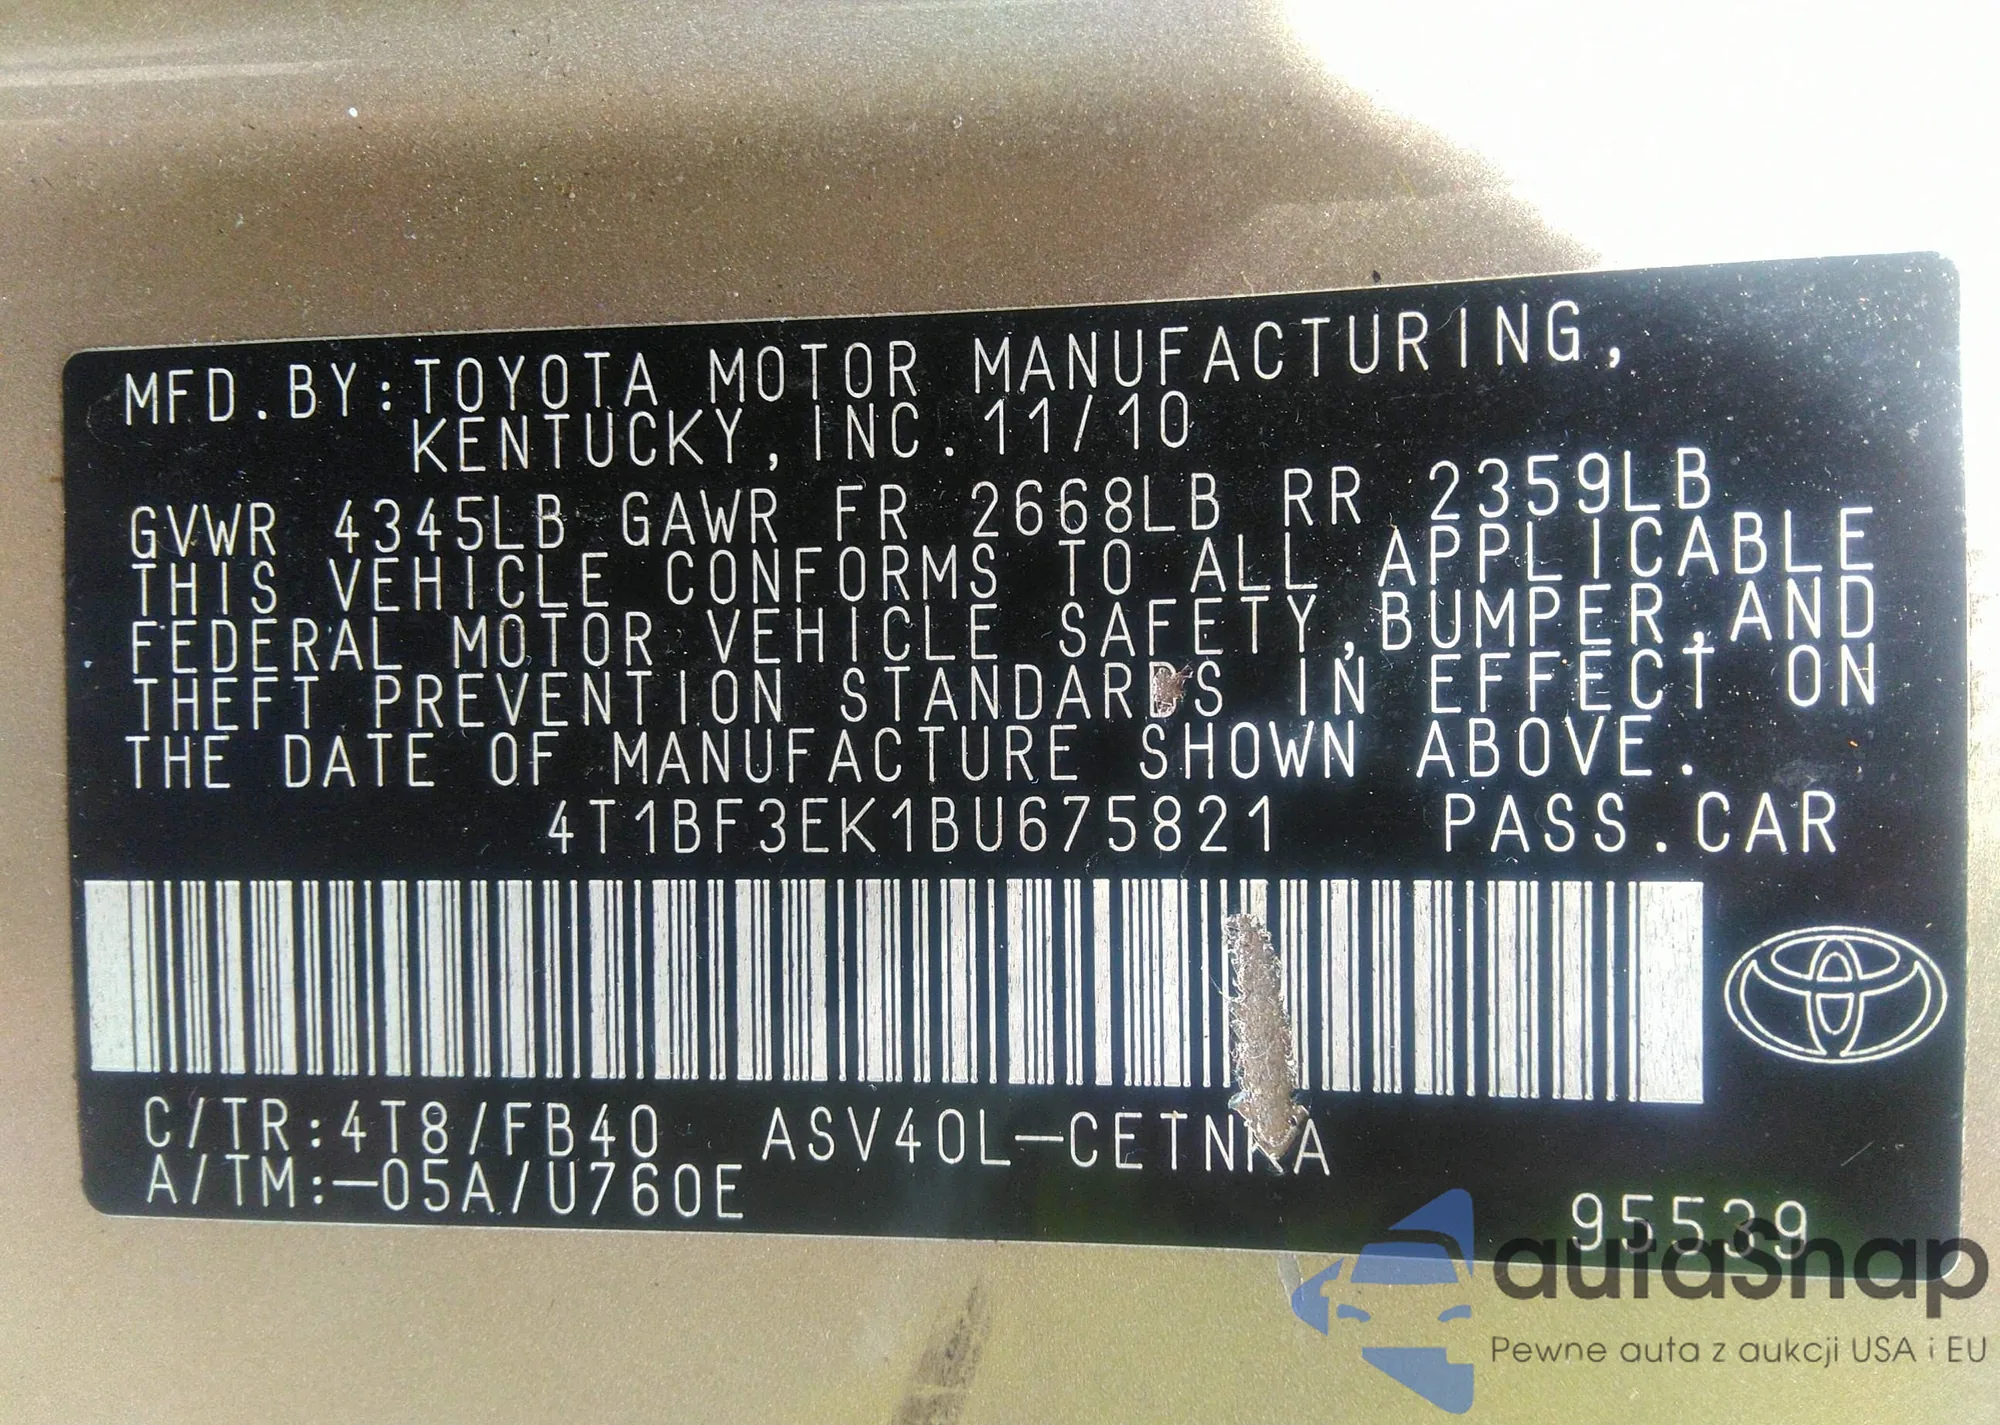 MFD.BY:TOYOTA MOTOR MANUFACTURING,
KENTUCKY, INC. 11/10
GVWR 4345LB GAWR FR 2668LB RR 2359LB
THIS VEHICLE CONFORMS TO ALL APPLICABLE
FEDERAL MOTOR VEHICLE SAFETY,BUMPER,AND
THEFT PREVENTION STANDARDS IN EFFECT ON
THE DATE OF MANUFACTURE SHOWN ABOVE.
4T1BF3EK1BU675821 PASS.CAR
C/TR:4T8/FB40 ASV40L-CETNKA
A/TM:-05A/U760E
95539
autaSnap
Pewne auta z aukcji USA i EU